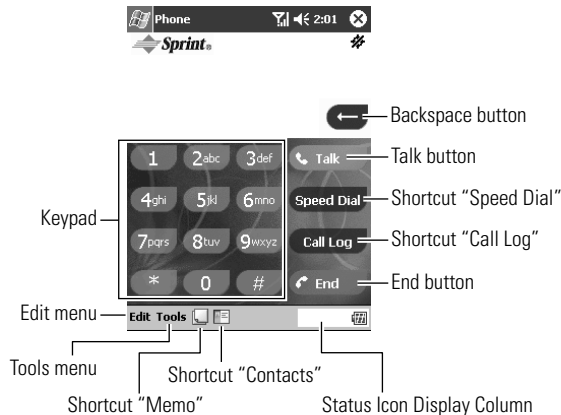 Phone 2:01
Sprint®
Backspace button
1 2abc 3def Talk
Talk button
4ghi 5jkl 6mno Speed Dial
Shortcut “Speed Dial”
Keypad
7pqrs 8tuv 9wxyz Call Log
Shortcut “Call Log”
* 0 # End
End button
Edit menu
Edit Tools
Tools menu
Shortcut “Contacts”
Shortcut “Memo”
Status Icon Display Column